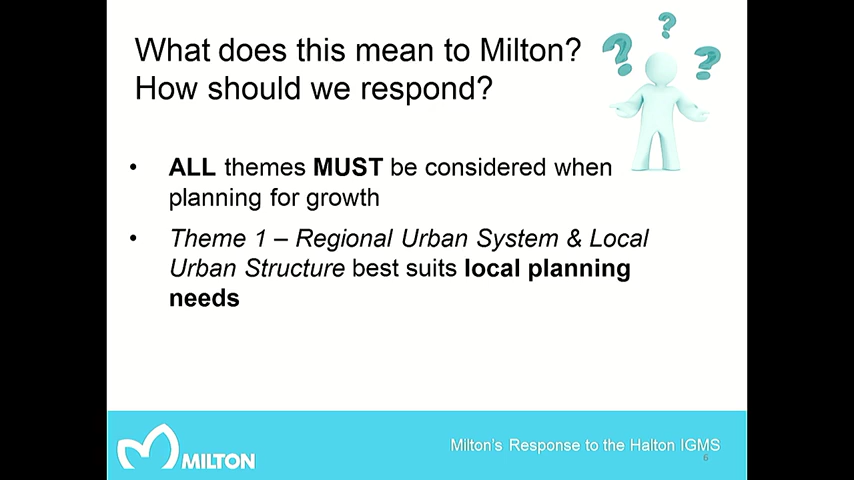 What does this mean to Milton?
How should we respond?
• ALL themes MUST be considered when
planning for growth
• Theme 1 – Regional Urban System & Local
Urban Structure best suits local planning
needs
MILTON
Milton's Response to the Halton IGMS
6